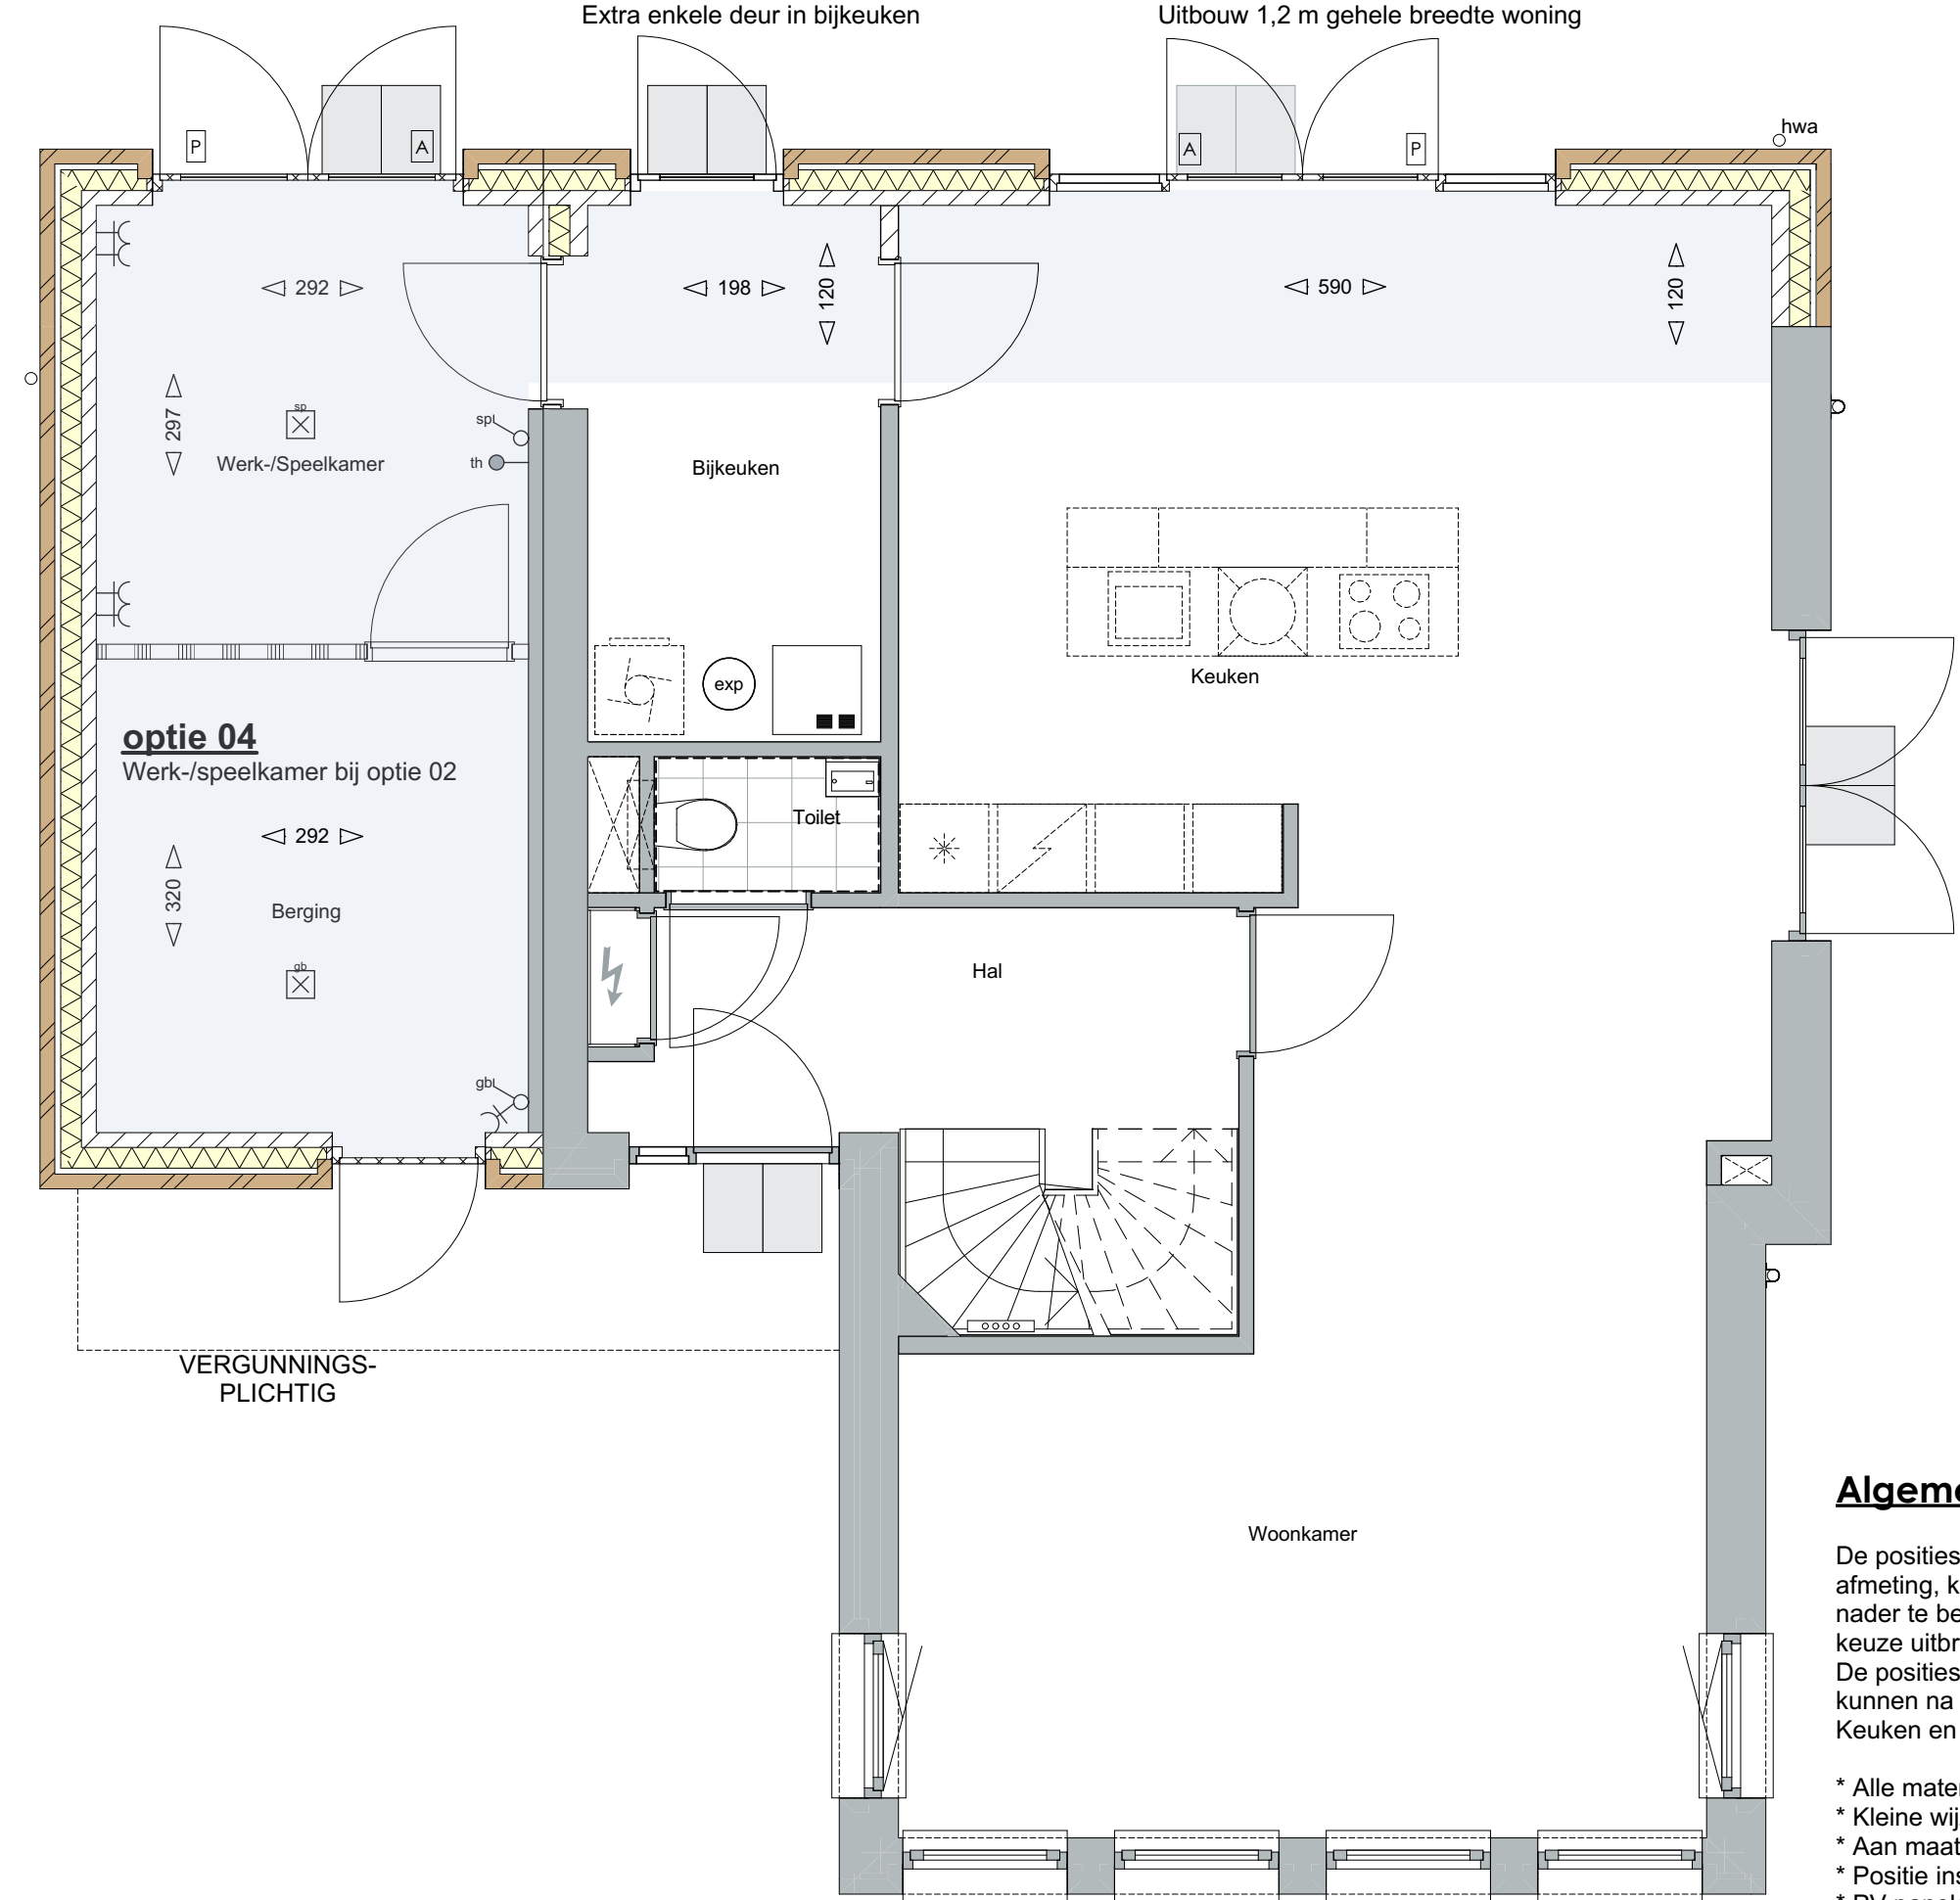 Extra enkele deur in bijkeuken
Uitbouw 1,2 m gehele breedte woning
P
A
A
P
hwa
292
198
120
590
120
297
sp
Werk-/Speelkamer
sp
th
Bijkeuken
exp
Keuken
optie 04
Werk-/speelkamer bij optie 02
Toilet
292
320
Berging
gb
Hal
gb
VERGUNNINGS-
PLICHTIG
Woonkamer
De posities
afmeting, k
nader te be
keuze uitbr
De posities
kunnen na
Keuken en
* Alle mate
* Kleine wij
* Aan maat
* Positie ins